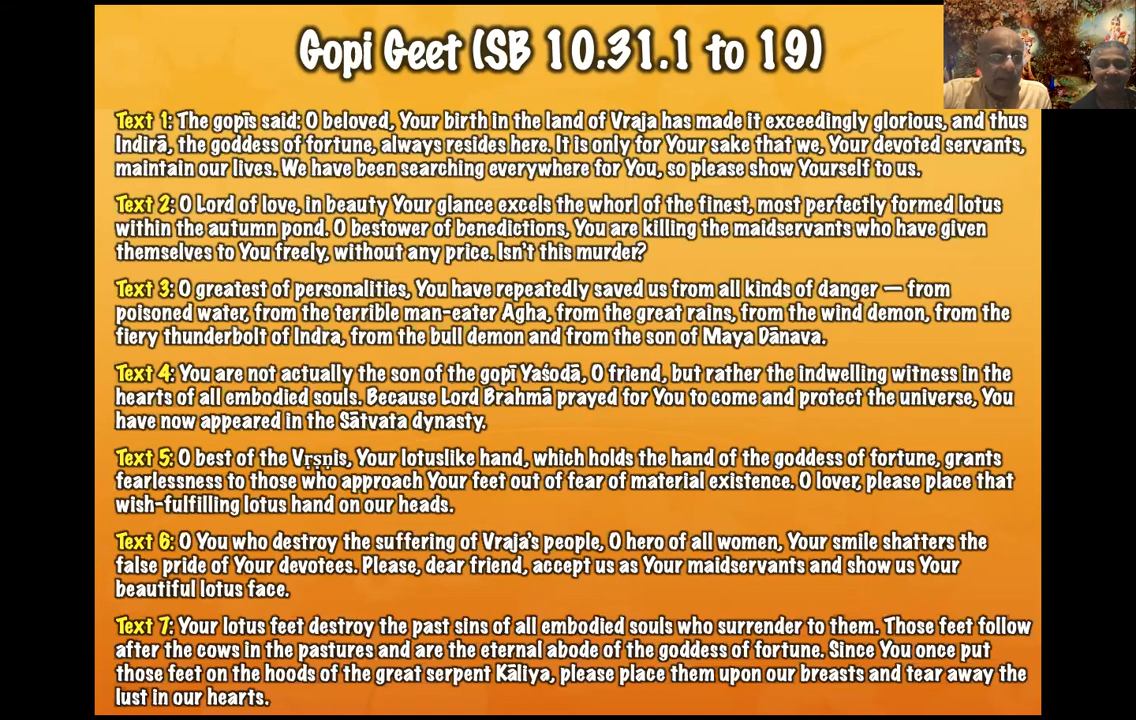 Gopi Geet (SB 10.31.1 to 19)
Text 1: The gopīs said: O beloved, Your birth in the land of Vraja has made it exceedingly glorious, and thus
Indirā, the goddess of fortune, always resides here. It is only for Your sake that we, Your devoted servants,
maintain our lives. We have been searching everywhere for You, so please show Yourself to us.
Text 2: O Lord of love, in beauty Your glance excels the whorl of the finest, most perfectly formed lotus
within the autumn pond. O bestower of benedictions, You are killing the maidservants who have given
themselves to You freely, without any price. Isn't this murder?
Text 3: O greatest of personalities, You have repeatedly saved us from all kinds of danger — from
poisoned water, from the terrible man-eater Agha, from the great rains, from the wind demon, from the
fiery thunderbolt of Indra, from the bull demon and from the son of Maya Dānava.
Text 4: You are not actually the son of the gopī Yaśodā, O friend, but rather the indwelling witness in the
hearts of all embodied souls. Because Lord Brahmā prayed for You to come and protect the universe, You
have now appeared in the Sātvata dynasty.
Text 5: O best of the Vṛṣṇis, Your lotuslike hand, which holds the hand of the goddess of fortune, grants
fearlessness to those who approach Your feet out of fear of material existence. O lover, please place that
wish-fulfilling lotus hand on our heads.
Text 6: O You who destroy the suffering of Vraja's people, O hero of all women, Your smile shatters the
false pride of Your devotees. Please, dear friend, accept us as Your maidservants and show us Your
beautiful lotus face.
Text 7: Your lotus feet destroy the past sins of all embodied souls who surrender to them. Those feet follow
after the cows in the pastures and are the eternal abode of the goddess of fortune. Since You once put
those feet on the hoods of the great serpent Kāliya, please place them upon our breasts and tear away the
lust in our hearts.